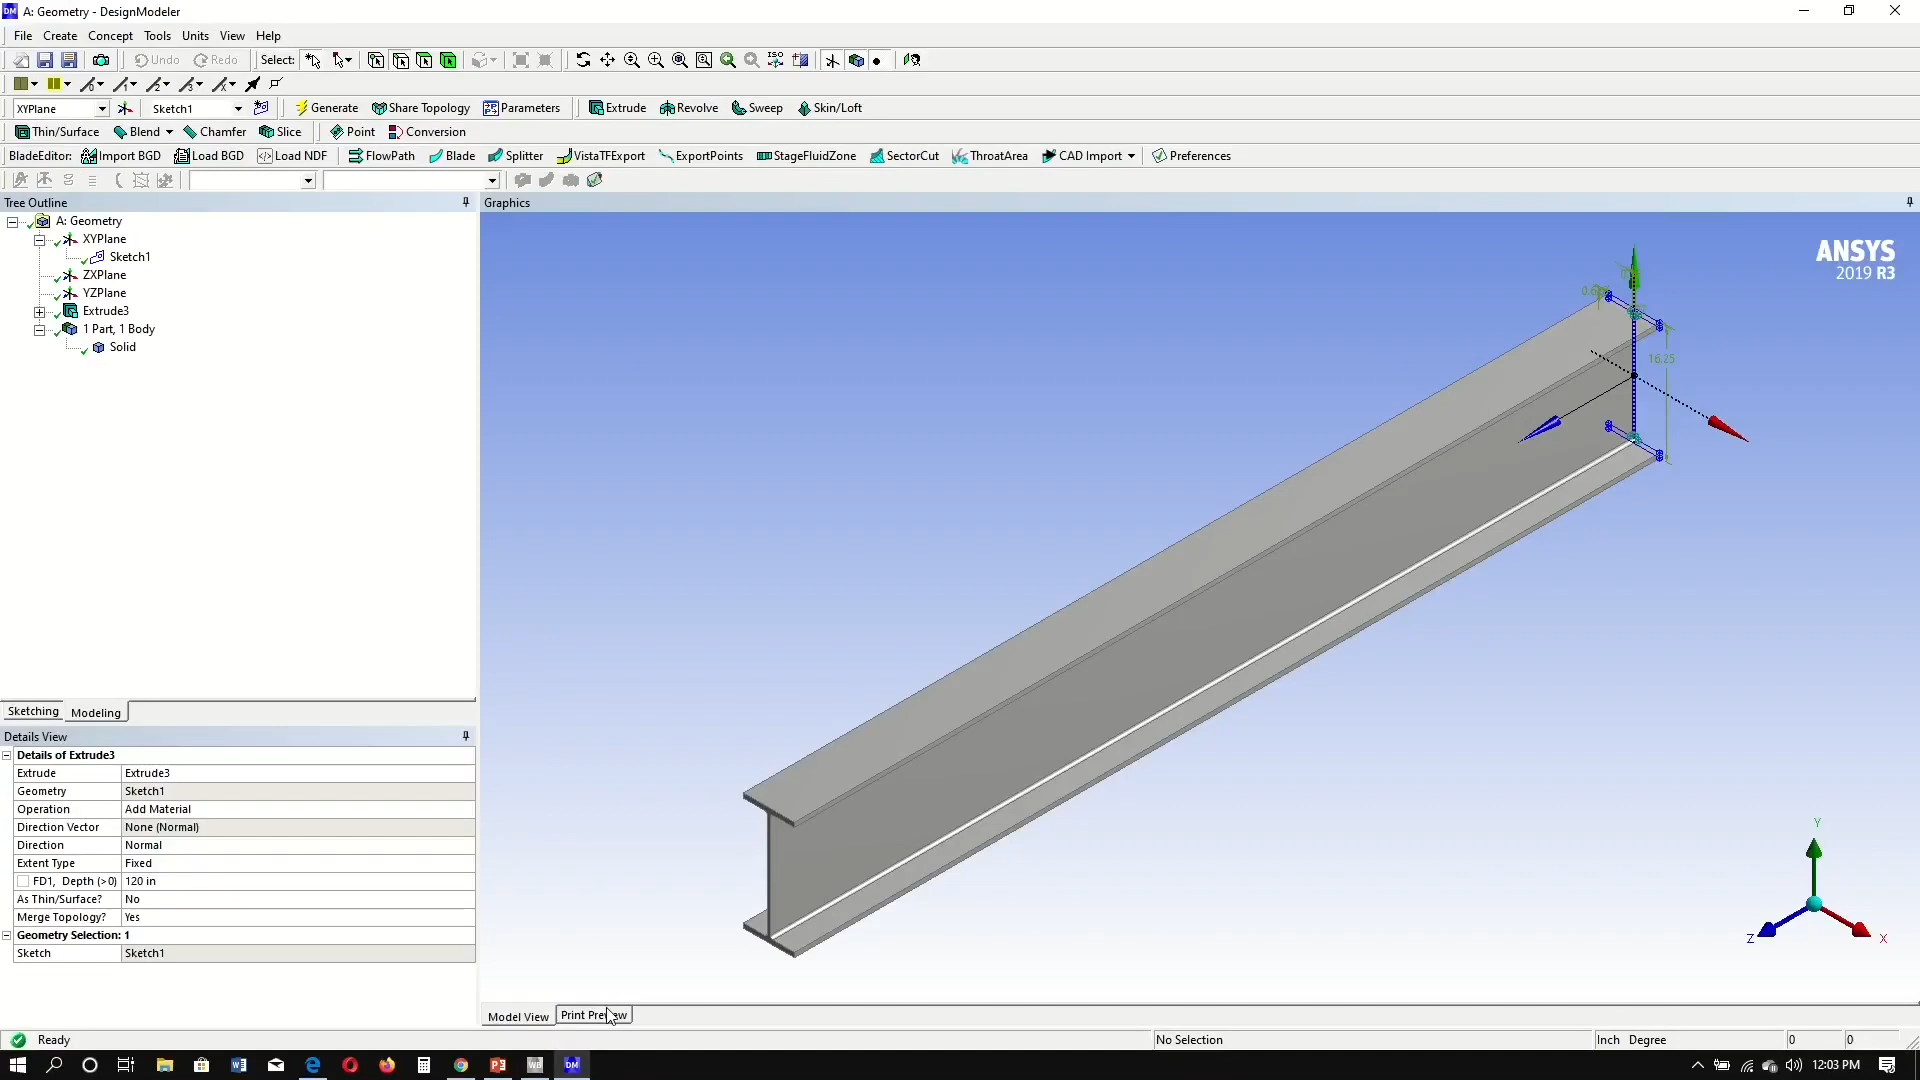 A: Geometry - DesignModeler
File Create Concept Tools Units View Help
Undo Redo Select: ISO
XYPlane Sketch1 Generate Share Topology Parameters Extrude Revolve Sweep Skin/Loft
Thin/Surface Blend Chamfer Slice Point Conversion
BladeEditor: Import BGD Load BGD Load NDF FlowPath Blade Splitter VistaTFExport ExportPoints StageFluidZone SectorCut ThroatArea CAD Import Preferences
Tree Outline
A: Geometry
XYPlane
Sketch1
ZXPlane
YZPlane
Extrude3
1 Part, 1 Body
Solid
Sketching Modeling
Details View
Details of Extrude3
Extrude Extrude3
Geometry Sketch1
Operation Add Material
Direction Vector None (Normal)
Direction Normal
Extent Type Fixed
FD1, Depth (>0) 120 in
As Thin/Surface? No
Merge Topology? Yes
Geometry Selection: 1
Sketch Sketch1
Graphics
ANSYS
2019 R3
16.25
Y
Z X
Model View Print Preview
Ready No Selection Inch Degree 0 0
12:03 PM